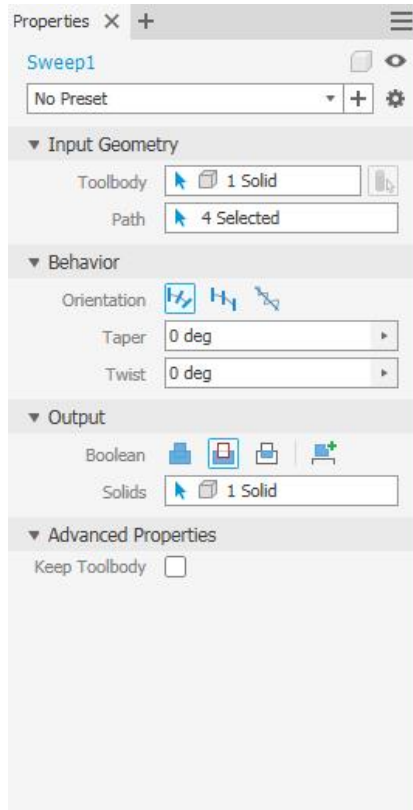 Properties
Sweep1
No Preset
Input Geometry
Toolbody 1 Solid
Path 4 Selected
Behavior
Orientation
Taper 0 deg
Twist 0 deg
Output
Boolean
Solids 1 Solid
Advanced Properties
Keep Toolbody